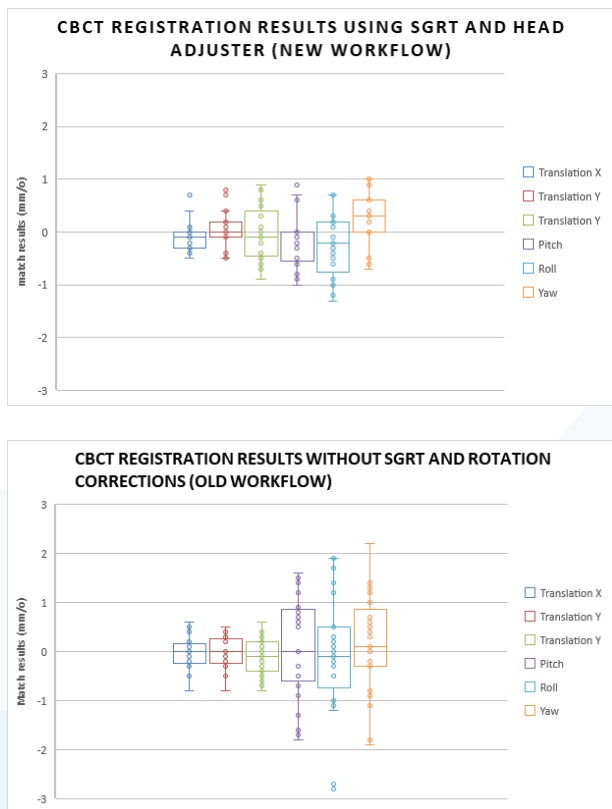 CBCT REGISTRATION RESULTS USING SGRT AND HEAD
ADJUSTER (NEW WORKFLOW)
3
2
1
0
-1
-2
-3
match results (mm/o)
Translation X
Translation Y
Translation Y
Pitch
Roll
Yaw
CBCT REGISTRATION RESULTS WITHOUT SGRT AND ROTATION
CORRECTIONS (OLD WORKFLOW)
3
2
1
0
-1
-2
-3
Match results (mm/o)
Translation X
Translation Y
Translation Y
Pitch
Roll
Yaw